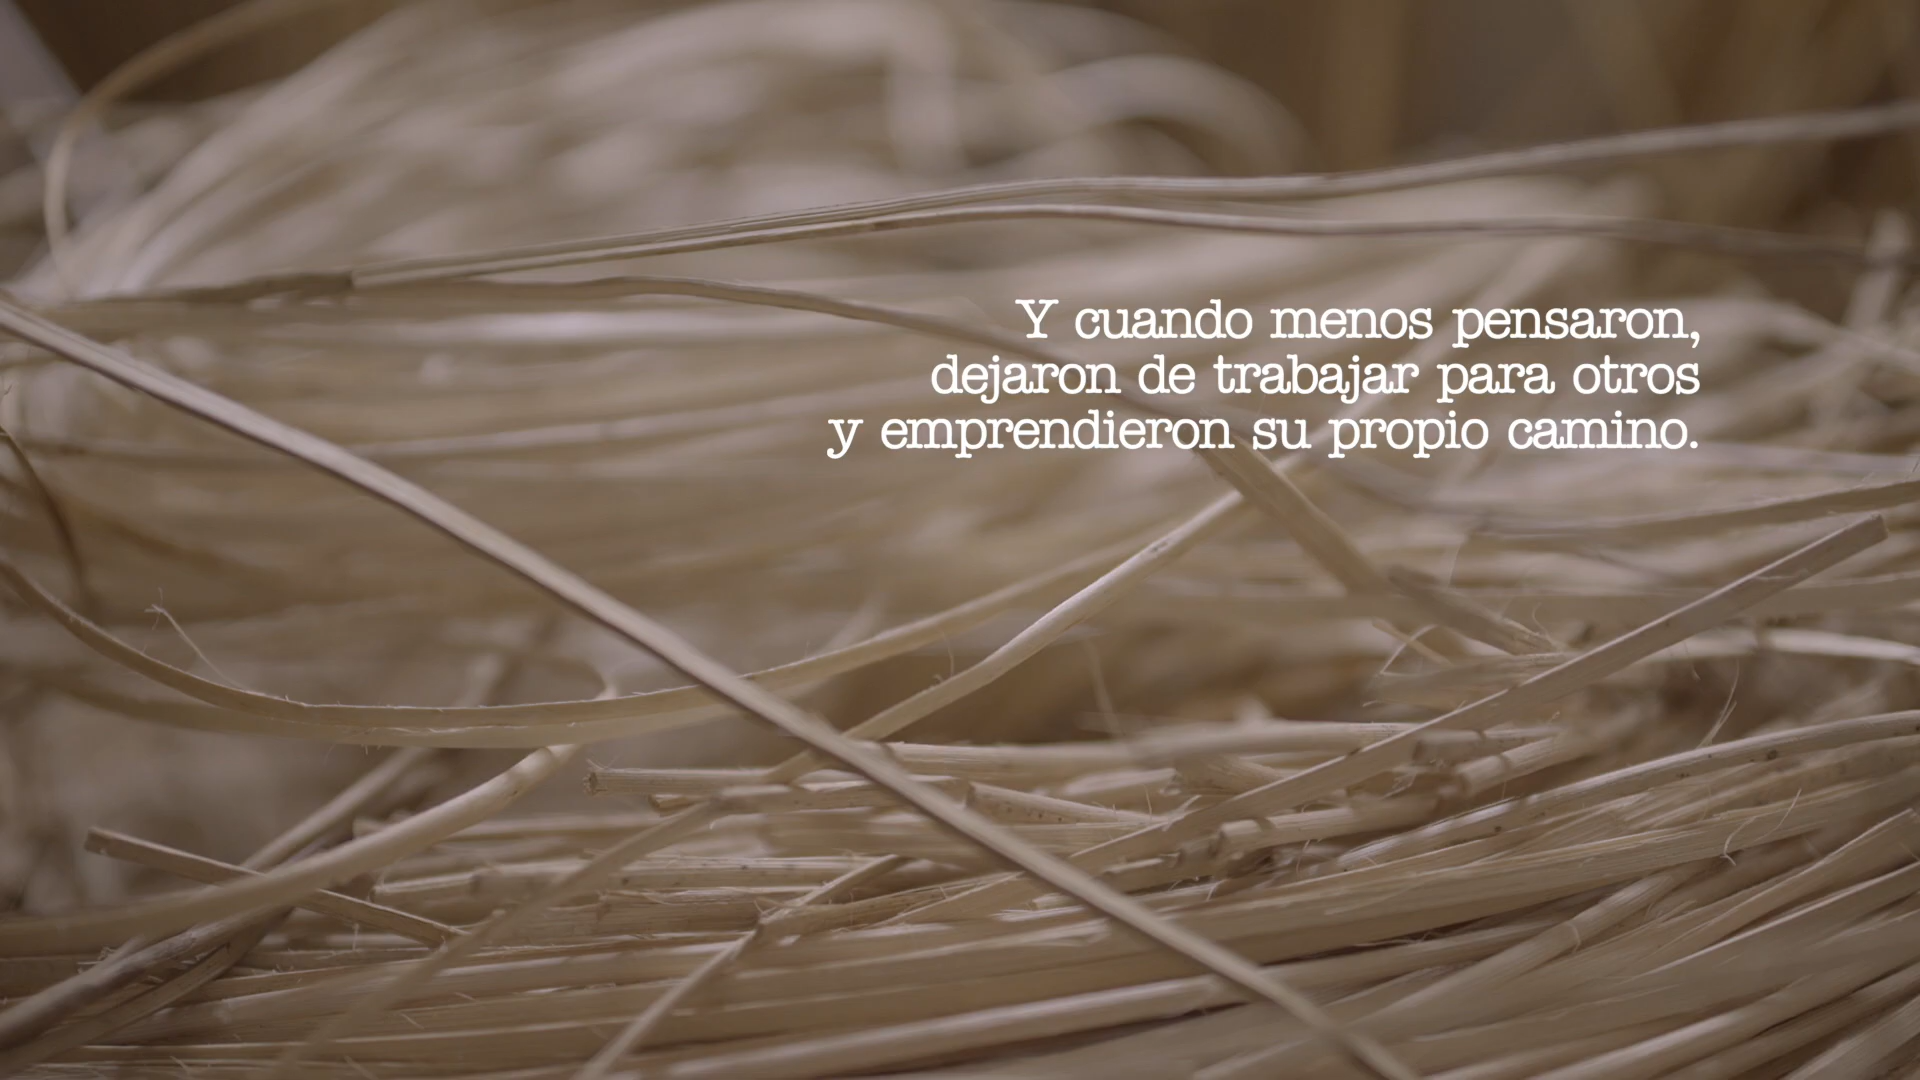 Y cuando menos pensaron,
dejaron de trabajar para otros
y emprendieron su propio camino.